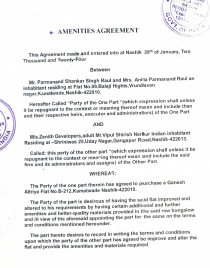 AMENITIES AGREEMENT
This Agreement made and entered into at Nashik 29th of January, Two
Thousand and Twenty-Four
Between
Mr. Parmanand Shankar Singh Raul and Mrs. Anita Parmanand Raul an
inhabitant residing at Flat No.06,Balaji Hights,Vrundavan
nagar,Kamatwade,Nashik-422010.
Hereafter Called "Party of the One Part "(which expression shall unless
it be repugnant to the context or meaning thereof mean and include than
and their respective heirs, executor and administrators) of the One Part
AND
M/s.Zenith Developers,adult Mr.Vipul Shirish Nerlkar Indian inhabitant
Residing at –Shrinivas 25,Uday Nagar,Gangapur Road,Nashik-422013.
Called: this party of the other part "(which expression shall unless it be
repugnant to the context or meaning thereof mean and include the said
firm and its administrators and assigns) of the Other Part.
WHEREAS:
The Party of the one part therein has agreed to purchase a Ganesh
Abhya Flat No.B-212,Kamatwade Nashik-422013.
The Party of the part is desirous of having the said flat improved and
altered to his requirements by having certain additional and further
amenities and better-quality materials provided in the said row bungalow
and in view of the aforesaid appointing the part for the same on the terms
and conditions mentioned hereunder.
The part hereto desires to record in writing the terms and conditions
upon which the party of other part has agreed to improve and alter the
flat and provide the amenities and materials required